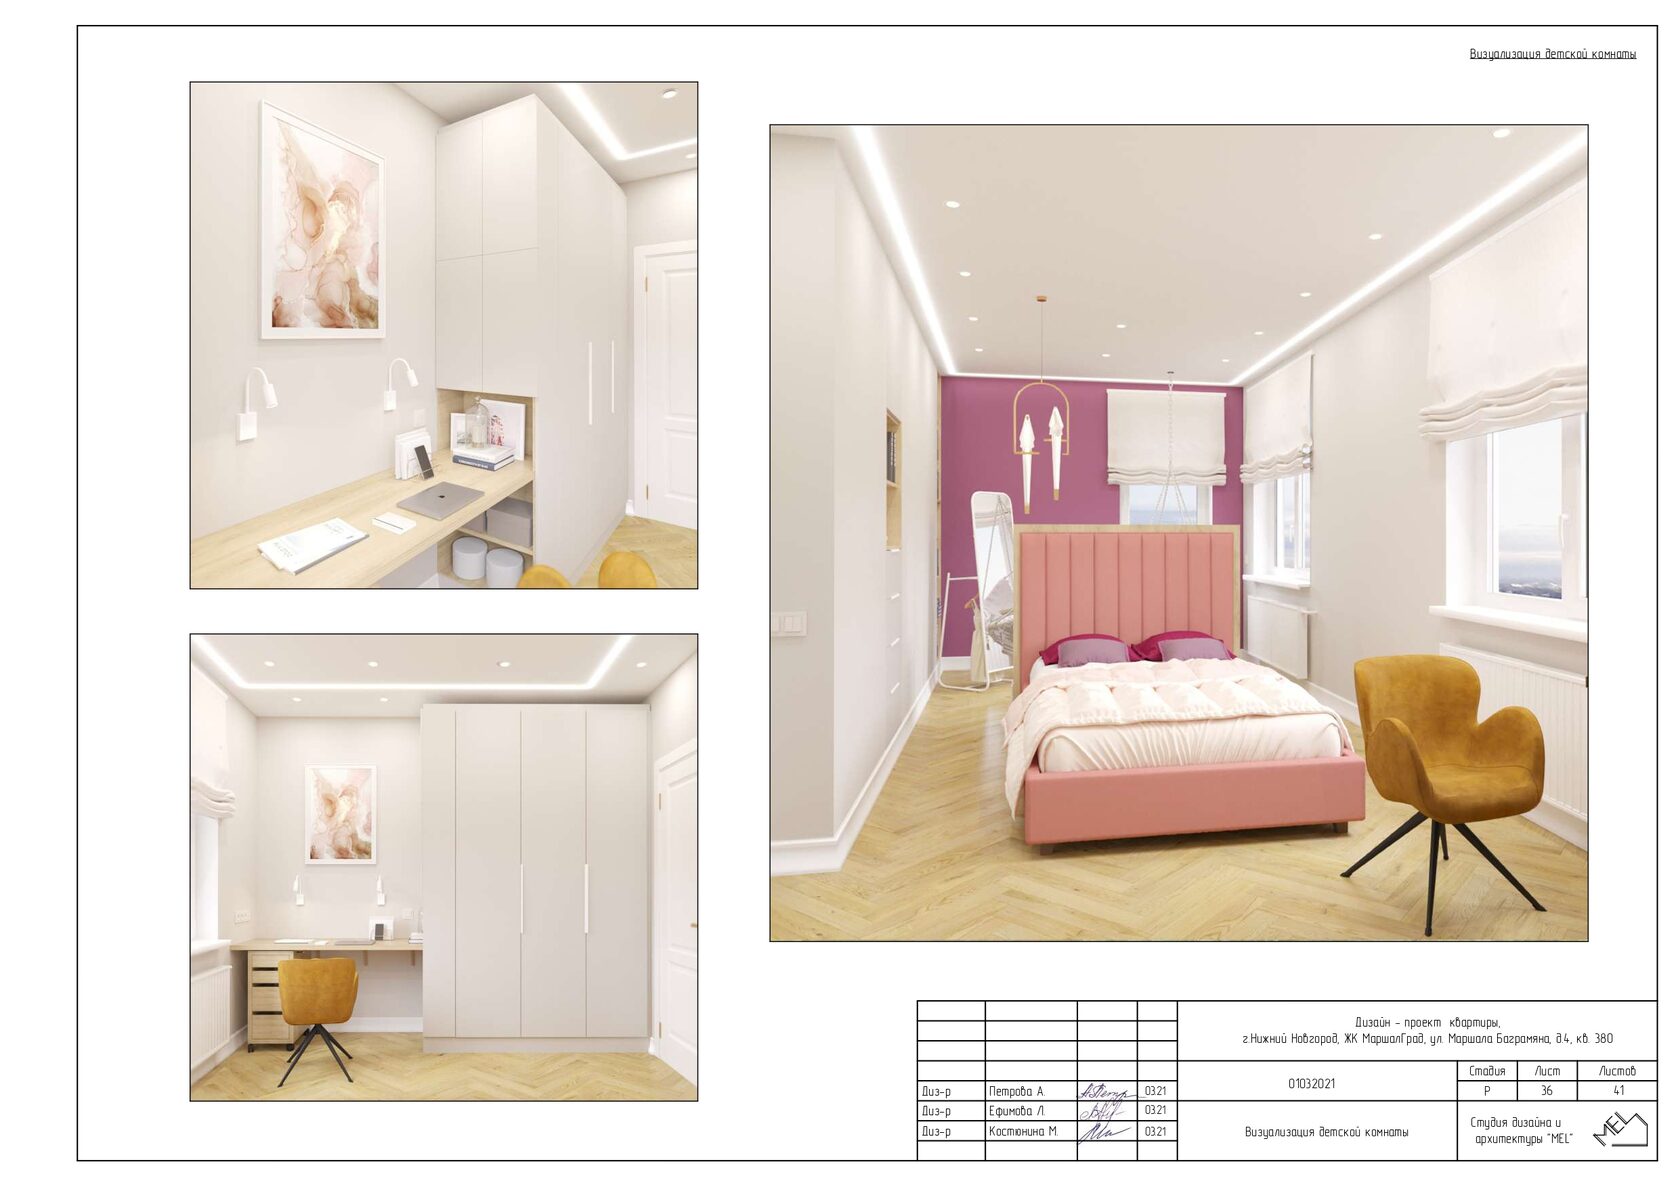 Визуализация детской комнаты
Дизайн - проект квартиры,
г.Нижний Новгород, ЖК МаршалГрад, ул. Маршала Баграмяна, д.4, кв. 380
01032021
Стадия Лист Листов
Р 36 41
Диз-р Петрова А. 03.21
Диз-р Ефимова Л. 03.21
Диз-р Костюнина М. 03.21
Визуализация детской комнаты
Студия дизайна и
архитектуры "MEL"
MEL